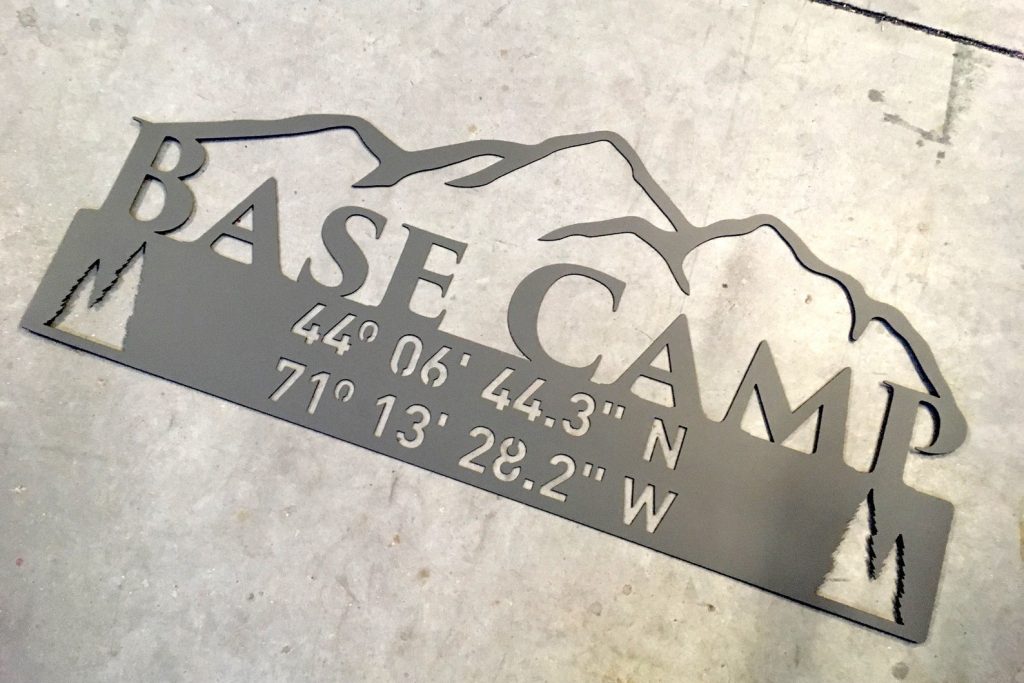 BASE CAMP
44° 06' 44.3" N
71° 13' 28.2" W